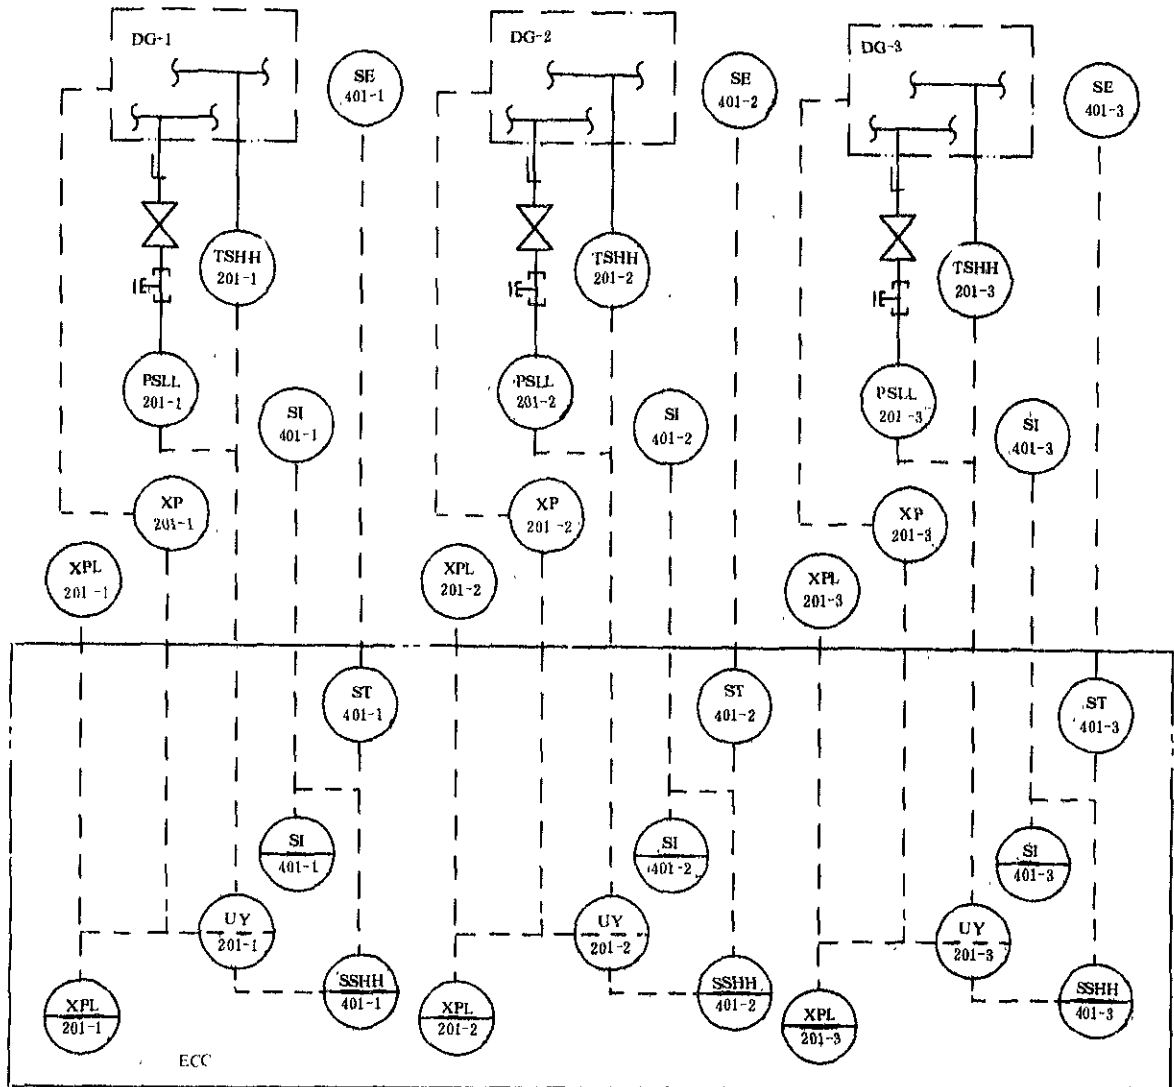 DG-1
SE
401-1
TSHH
201-1
PSLL
201-1
SI
401-1
XP
201-1
XPL
201-1
DG-2
SE
401-2
TSHH
201-2
PSLL
201-2
SI
401-2
XP
201-2
XPL
201-2
DG-3
SE
401-3
TSHH
201-3
PSLL
201-3
SI
401-3
XP
201-3
XPL
201-3
ST
401-1
SI
401-1
UY
201-1
SSHH
401-1
XPL
201-1
ST
401-2
SI
401-2
UY
201-2
SSHH
401-2
XPL
201-2
ST
401-3
SI
401-3
UY
201-3
SSHH
401-3
XPL
201-3
ECC